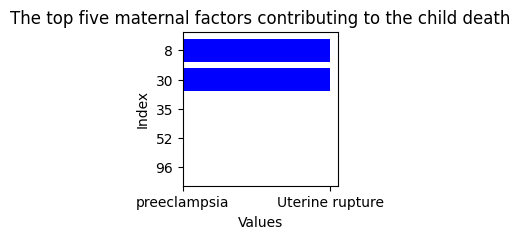 The top five maternal factors contributing to the child death
8
30
35
52
96
Index
preeclampsia Uterine rupture
Values